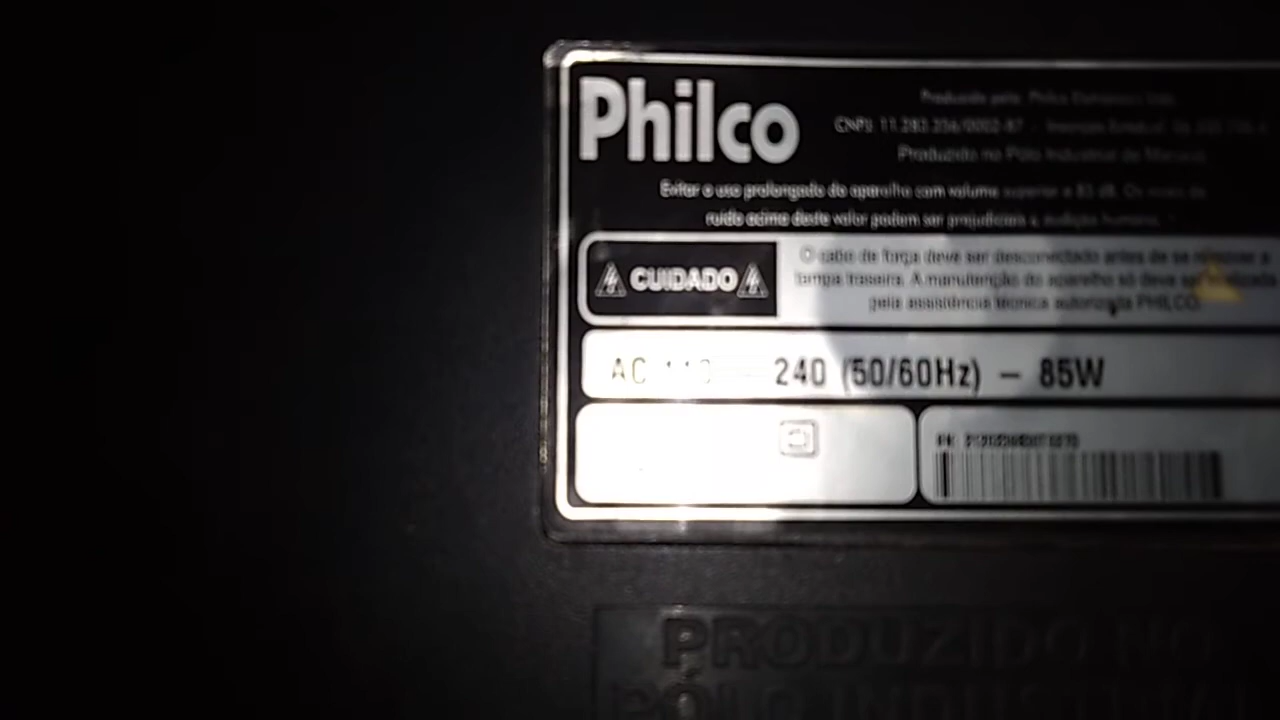 Philco
Produzido pela: Philco
CNPJ 11.283.356/0002-87 -
Produzido no Pólo Industrial de Manaus
Evitar o uso prolongado do aparelho com volume superior a 85 dB. Os níveis de
ruído acima deste valor podem ser prejudiciais a audição humana.
CUIDADO
O cabo de força deve ser desconectado antes de se remover a
tampa traseira. A manutenção do aparelho só deve ser realizada
pela assistência técnica autorizada PHILCO.
AC 110 240 (50/60Hz) – 85W
PRODUZIDO NO
PÓLO INDUSTRIAL